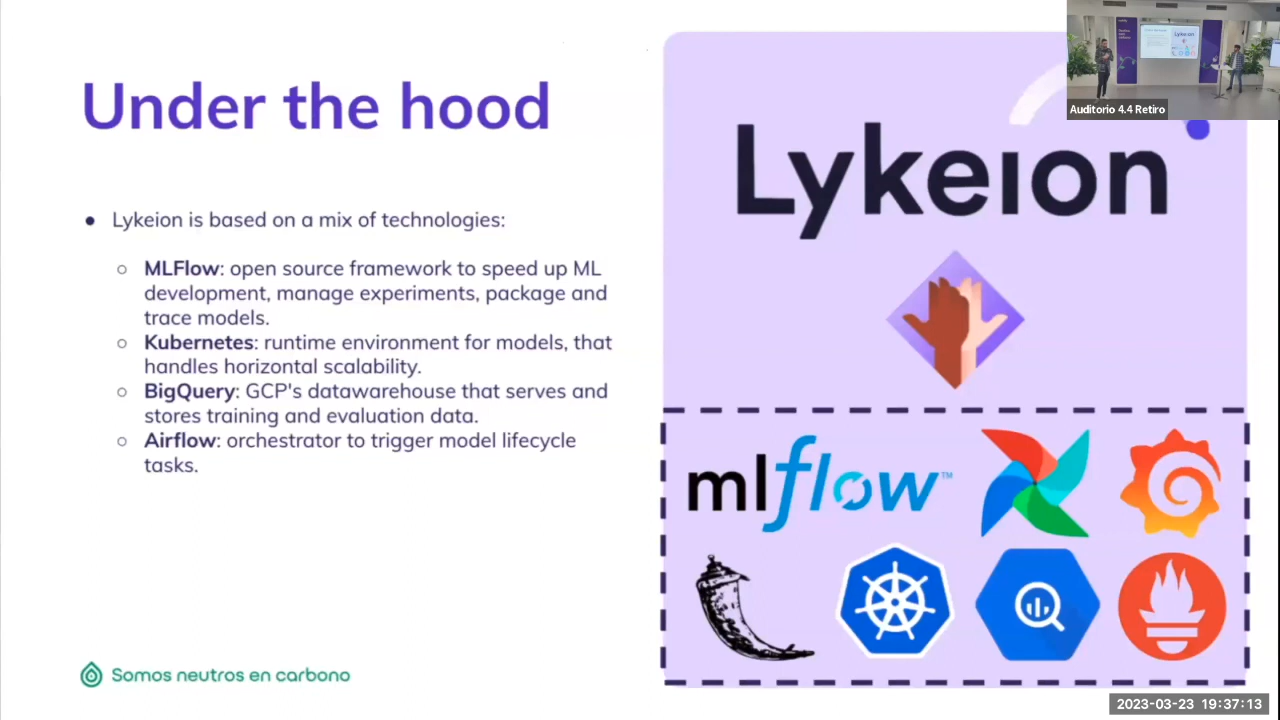 Under the hood
● Lykeion is based on a mix of technologies:
○ MLFlow: open source framework to speed up ML
development, manage experiments, package and
trace models.
○ Kubernetes: runtime environment for models, that
handles horizontal scalability.
○ BigQuery: GCP's datawarehouse that serves and
stores training and evaluation data.
○ Airflow: orchestrator to trigger model lifecycle
tasks.
Somos neutros en carbono
Lykeion
mlflow™
Auditorio 4.4 Retiro
2023-03-23 19:37:13